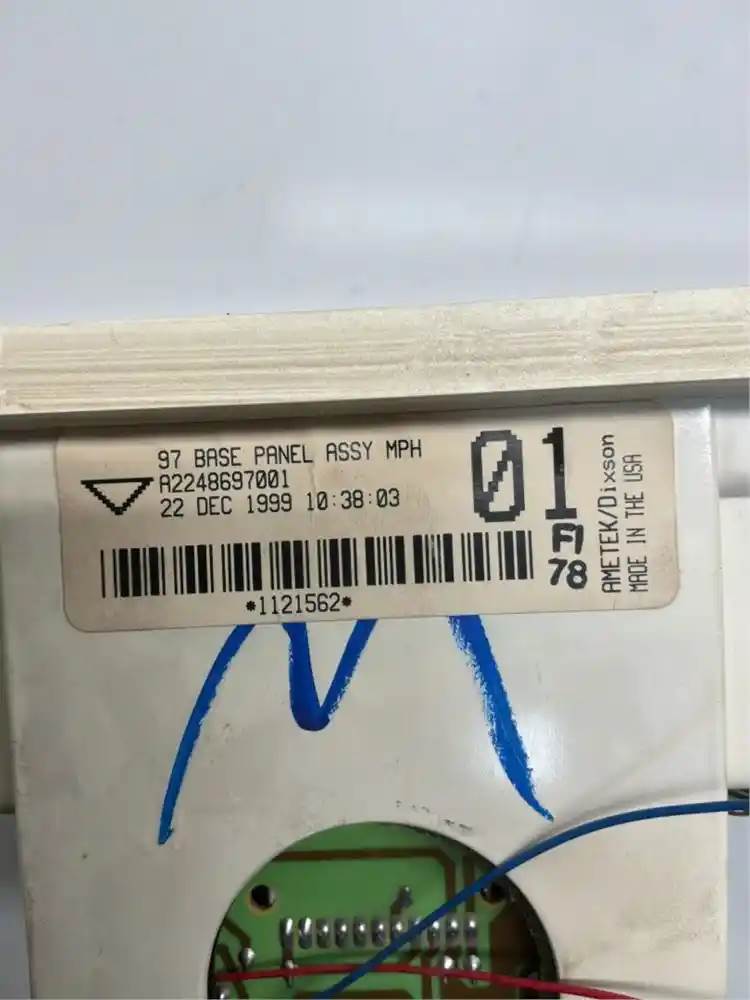 97 BASE PANEL ASSY MPH
A2248697001
22 DEC 1999 10:38:03
*1121562*
01
F1
78
AMETEK/Dixson
MADE IN THE USA
M